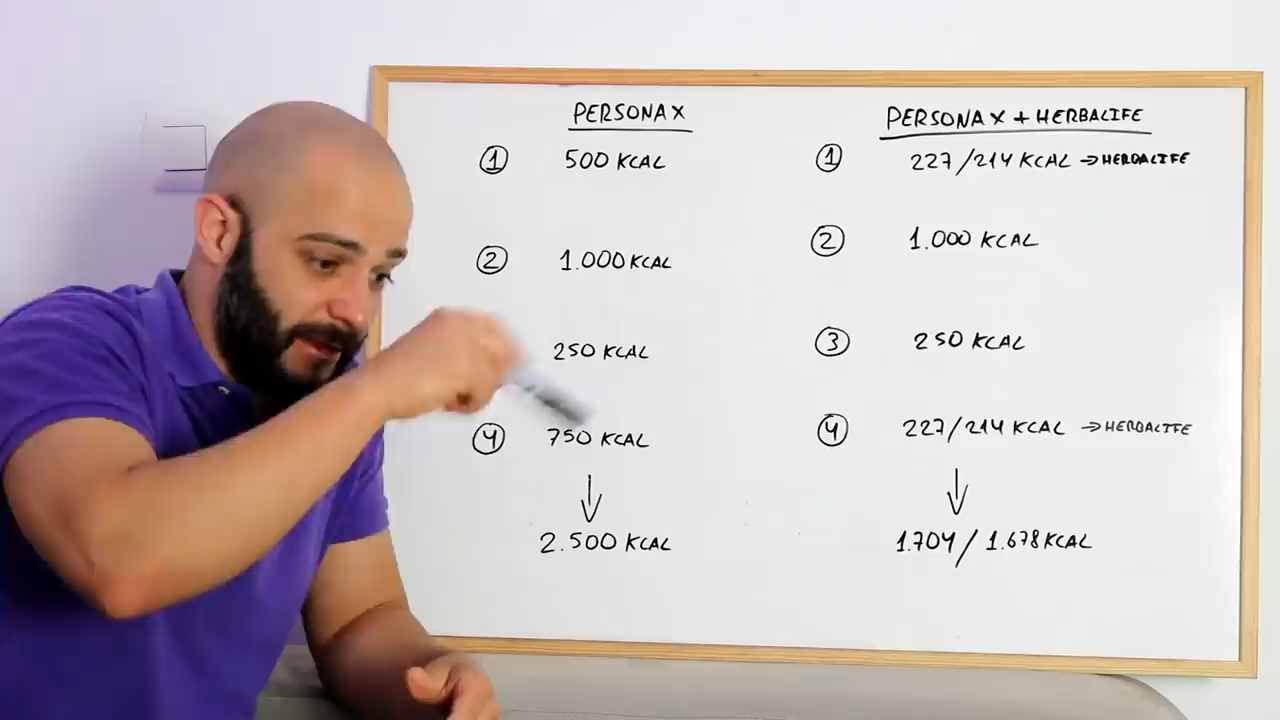 PERSONA X
① 500 KCAL
② 1.000 KCAL
250 KCAL
④ 750 KCAL
↓
2.500 KCAL
PERSONA X + HERBALIFE
① 227/214 KCAL → HERBALIFE
② 1.000 KCAL
③ 250 KCAL
④ 227/214 KCAL → HERBALIFE
↓
1.704 / 1.678 KCAL